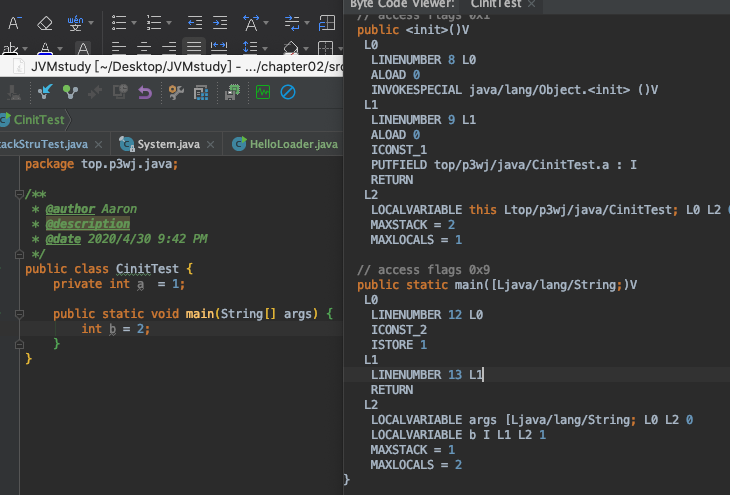 wén
A
ab
A
A
JVMstudy [~/Desktop/JVMstudy] - .../chapter02/src
CinitTest
ackStruTest.java × System.java × HelloLoader.java
package top.p3wj.java;
/**
* @author Aaron
* @description
* @date 2020/4/30 9:42 PM
*/
public class CinitTest {
private int a = 1;
public static void main(String[] args) {
int b = 2;
}
}
Byte Code Viewer: CinitTest ×
// access flags 0x1
public <init>()V
L0
LINENUMBER 8 L0
ALOAD 0
INVOKESPECIAL java/lang/Object.<init> ()V
L1
LINENUMBER 9 L1
ALOAD 0
ICONST_1
PUTFIELD top/p3wj/java/CinitTest.a : I
RETURN
L2
LOCALVARIABLE this Ltop/p3wj/java/CinitTest; L0 L2
MAXSTACK = 2
MAXLOCALS = 1
// access flags 0x9
public static main([Ljava/lang/String;)V
L0
LINENUMBER 12 L0
ICONST_2
ISTORE 1
L1
LINENUMBER 13 L1
RETURN
L2
LOCALVARIABLE args [Ljava/lang/String; L0 L2 0
LOCALVARIABLE b I L1 L2 1
MAXSTACK = 1
MAXLOCALS = 2
}